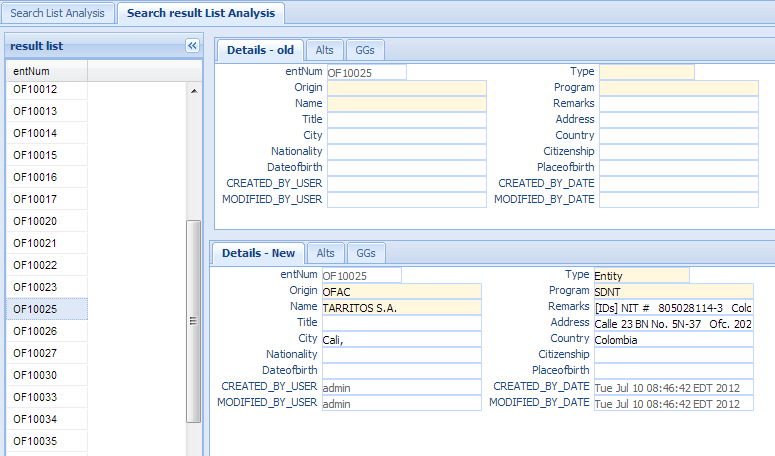 Search List Analysis Search result List Analysis
result list
entNum
OF10012
OF10013
OF10014
OF10015
OF10016
OF10017
OF10020
OF10021
OF10022
OF10023
OF10025
OF10026
OF10027
OF10030
OF10033
OF10034
OF10035
Details - old Alts GGs
entNum OF10025 Type
Origin Program
Name Remarks
Title Address
City Country
Nationality Citizenship
Dateofbirth Placeofbirth
CREATED_BY_USER CREATED_BY_DATE
MODIFIED_BY_USER MODIFIED_BY_DATE
Details - New Alts GGs
entNum OF10025 Type Entity
Origin OFAC Program SDNT
Name TARRITOS S.A. Remarks [IDs] NIT # 805028114-3 Colo
Title Address Calle 23 BN No. 5N-37 Ofc. 202
City Cali, Country Colombia
Nationality Citizenship
Dateofbirth Placeofbirth
CREATED_BY_USER admin CREATED_BY_DATE Tue Jul 10 08:46:42 EDT 2012
MODIFIED_BY_USER admin MODIFIED_BY_DATE Tue Jul 10 08:46:42 EDT 2012